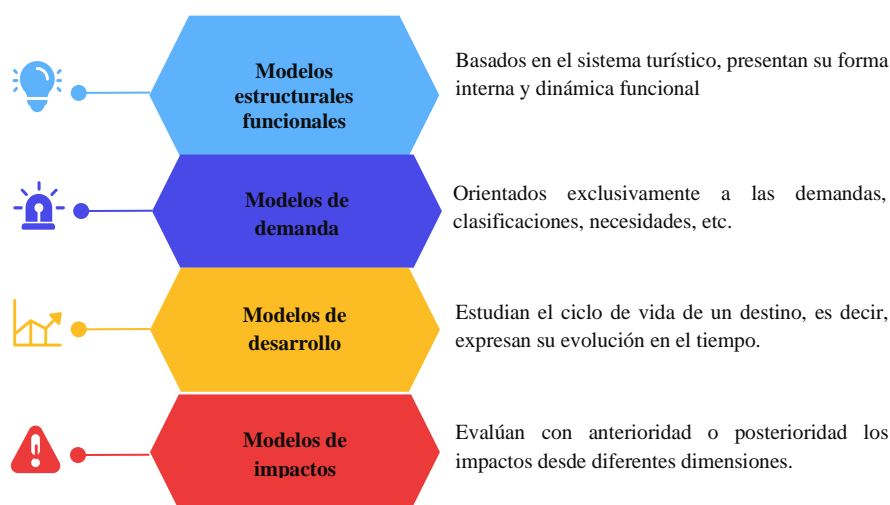 Modelos
estructurales
funcionales
Basados en el sistema turístico, presentan su forma
interna y dinámica funcional
Modelos de
demanda
Orientados exclusivamente a las demandas,
clasificaciones, necesidades, etc.
Modelos de
desarrollo
Estudian el ciclo de vida de un destino, es decir,
expresan su evolución en el tiempo.
Modelos de
impactos
Evalúan con anterioridad o posterioridad los
impactos desde diferentes dimensiones.